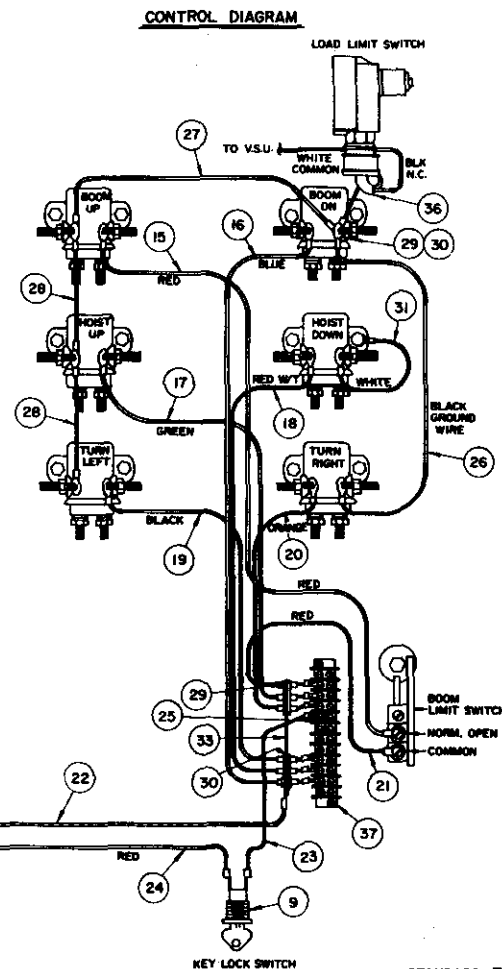 CONTROL DIAGRAM
LOAD LIMIT SWITCH
TO V.S.U.
WHITE
COMMON
BLK
N.C.
27
36
BOOM
UP
BOOM
DN
15
16
29
30
BLUE
RED
28
31
HOIST
UP
HOIST
DOWN
RED W/T
WHITE
17
18
GREEN
28
BLACK
GROUND
WIRE
26
TURN
LEFT
TURN
RIGHT
BLACK
ORANGE
19
20
RED
RED
29
25
33
30
BOOM
LIMIT SWITCH
NORM. OPEN
COMMON
21
22
37
23
RED
24
9
KEY LOCK SWITCH